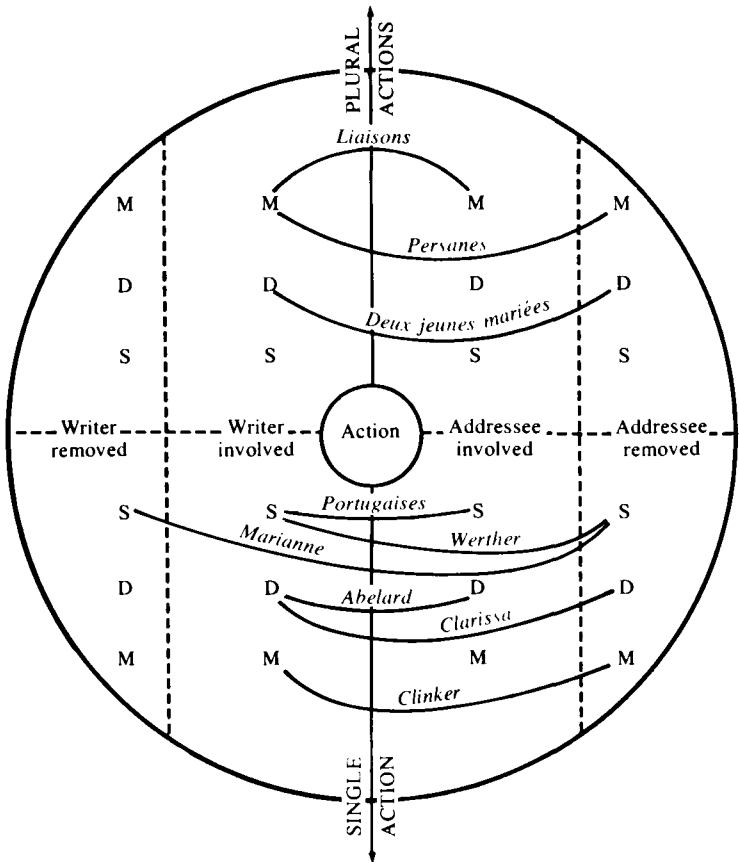 PLURAL
ACTIONS
Liaisons
M M M M
Persanes
D D D D
Deux jeunes mariées
S S S S
Writer removed
Writer involved
Action
Addressee involved
Addressee removed
Portugaises
S S S S
Marianne
Werther
D D D D
Abelard
Clarissa
M M M M
Clinker
SINGLE
ACTION